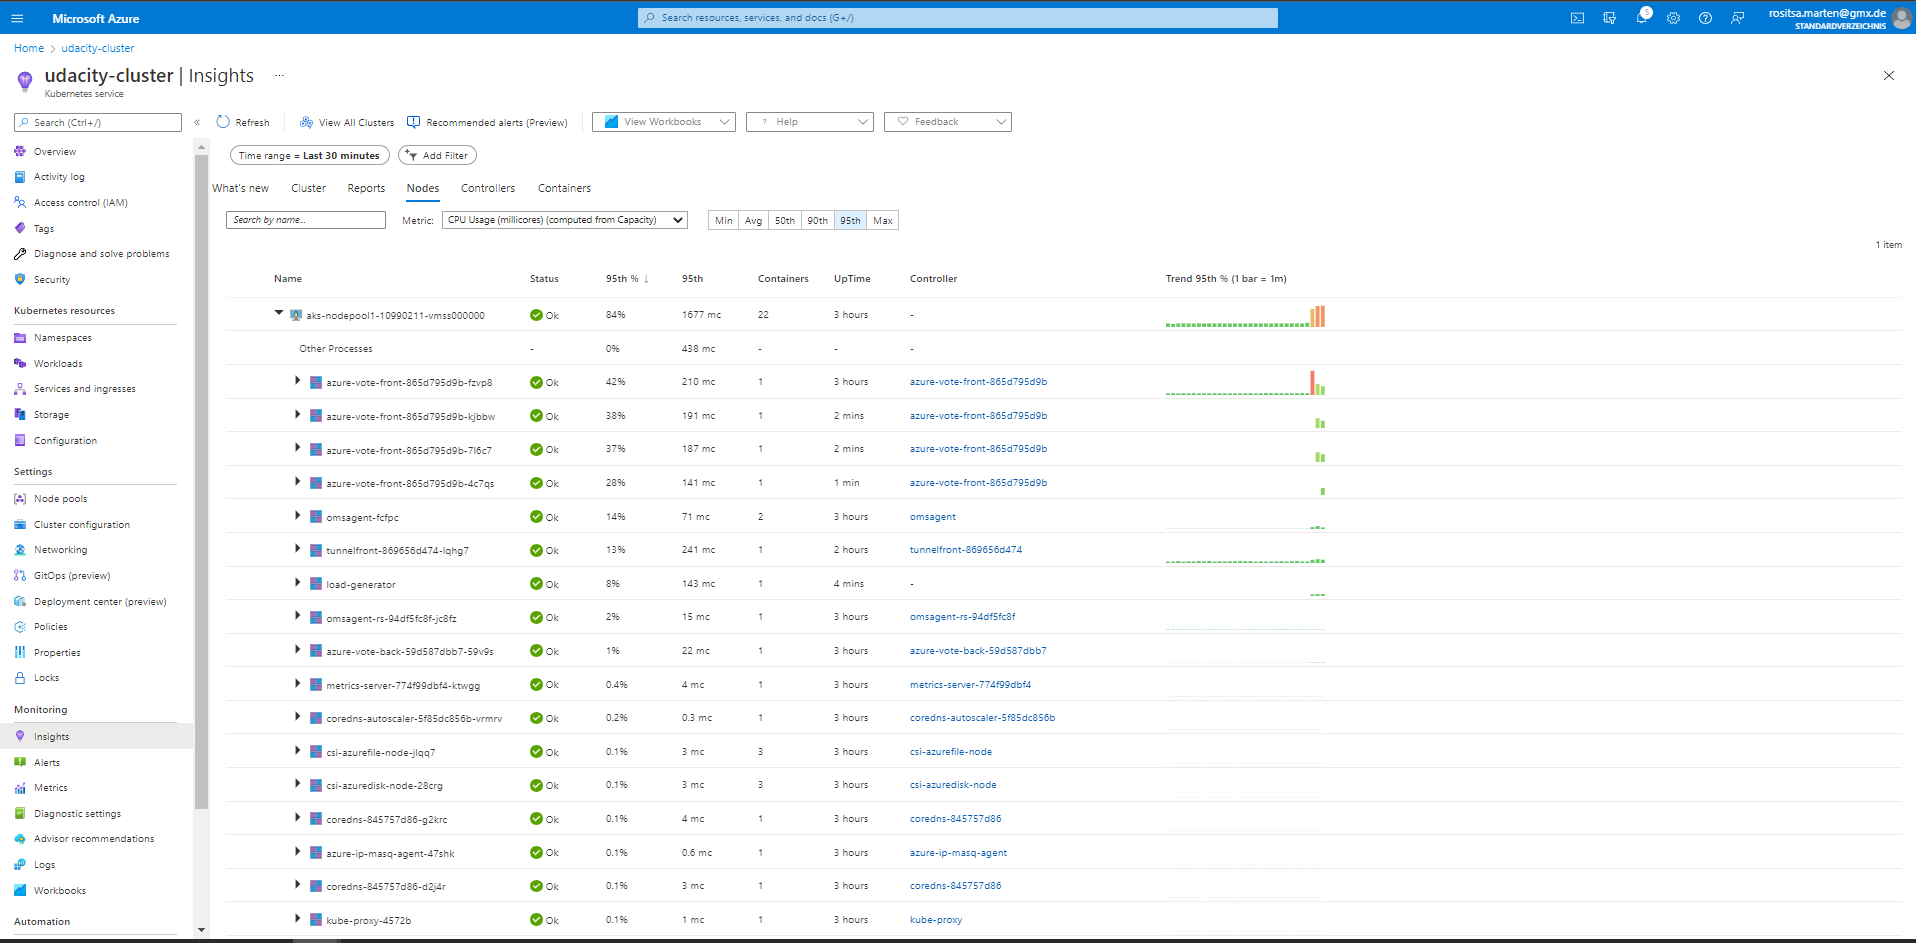 Microsoft Azure
Search resources, services, and docs (G+/)
5
rositsa.marten@gmx.de
STANDARDVERZEICHNIS
Home > udacity-cluster
udacity-cluster | Insights ...
Kubernetes service
Search (Ctrl+/) «
Refresh View All Clusters Recommended alerts (Preview) View Workbooks ? Help Feedback
Time range = Last 30 minutes Add Filter
What's new Cluster Reports Nodes Controllers Containers
Search by name... Metric: CPU Usage (millicores) (computed from Capacity) Min Avg 50th 90th 95th Max
1 item
Overview
Activity log
Access control (IAM)
Tags
Diagnose and solve problems
Security
Kubernetes resources
Namespaces
Workloads
Services and ingresses
Storage
Configuration
Settings
Node pools
Cluster configuration
Networking
GitOps (preview)
Deployment center (preview)
Policies
Properties
Locks
Monitoring
Insights
Alerts
Metrics
Diagnostic settings
Advisor recommendations
Logs
Workbooks
Automation
Name Status 95th % ↓ 95th Containers UpTime Controller Trend 95th % (1 bar = 1m)
aks-nodepool1-10990211-vmss000000 Ok 84% 1677 mc 22 3 hours -
Other Processes - 0% 438 mc - - -
azure-vote-front-865d795d9b-fzvp8 Ok 42% 210 mc 1 3 hours azure-vote-front-865d795d9b
azure-vote-front-865d795d9b-kjbbw Ok 38% 191 mc 1 2 mins azure-vote-front-865d795d9b
azure-vote-front-865d795d9b-7l6c7 Ok 37% 187 mc 1 2 mins azure-vote-front-865d795d9b
azure-vote-front-865d795d9b-4c7qs Ok 28% 141 mc 1 1 min azure-vote-front-865d795d9b
omsagent-fcfpc Ok 14% 71 mc 2 3 hours omsagent
tunnelfront-869656d474-lqhg7 Ok 13% 241 mc 1 2 hours tunnelfront-869656d474
load-generator Ok 8% 143 mc 1 4 mins -
omsagent-rs-94df5fc8f-jc8fz Ok 2% 15 mc 1 3 hours omsagent-rs-94df5fc8f
azure-vote-back-59d587dbb7-59v9s Ok 1% 22 mc 1 3 hours azure-vote-back-59d587dbb7
metrics-server-774f99dbf4-ktwgg Ok 0.4% 4 mc 1 3 hours metrics-server-774f99dbf4
coredns-autoscaler-5f85dc856b-vrmrv Ok 0.2% 0.3 mc 1 3 hours coredns-autoscaler-5f85dc856b
csi-azurefile-node-jlqq7 Ok 0.1% 3 mc 3 3 hours csi-azurefile-node
csi-azuredisk-node-28crg Ok 0.1% 3 mc 3 3 hours csi-azuredisk-node
coredns-845757d86-g2krc Ok 0.1% 4 mc 1 3 hours coredns-845757d86
azure-ip-masq-agent-47shk Ok 0.1% 0.6 mc 1 3 hours azure-ip-masq-agent
coredns-845757d86-d2j4r Ok 0.1% 3 mc 1 3 hours coredns-845757d86
kube-proxy-4572b Ok 0.1% 1 mc 1 3 hours kube-proxy